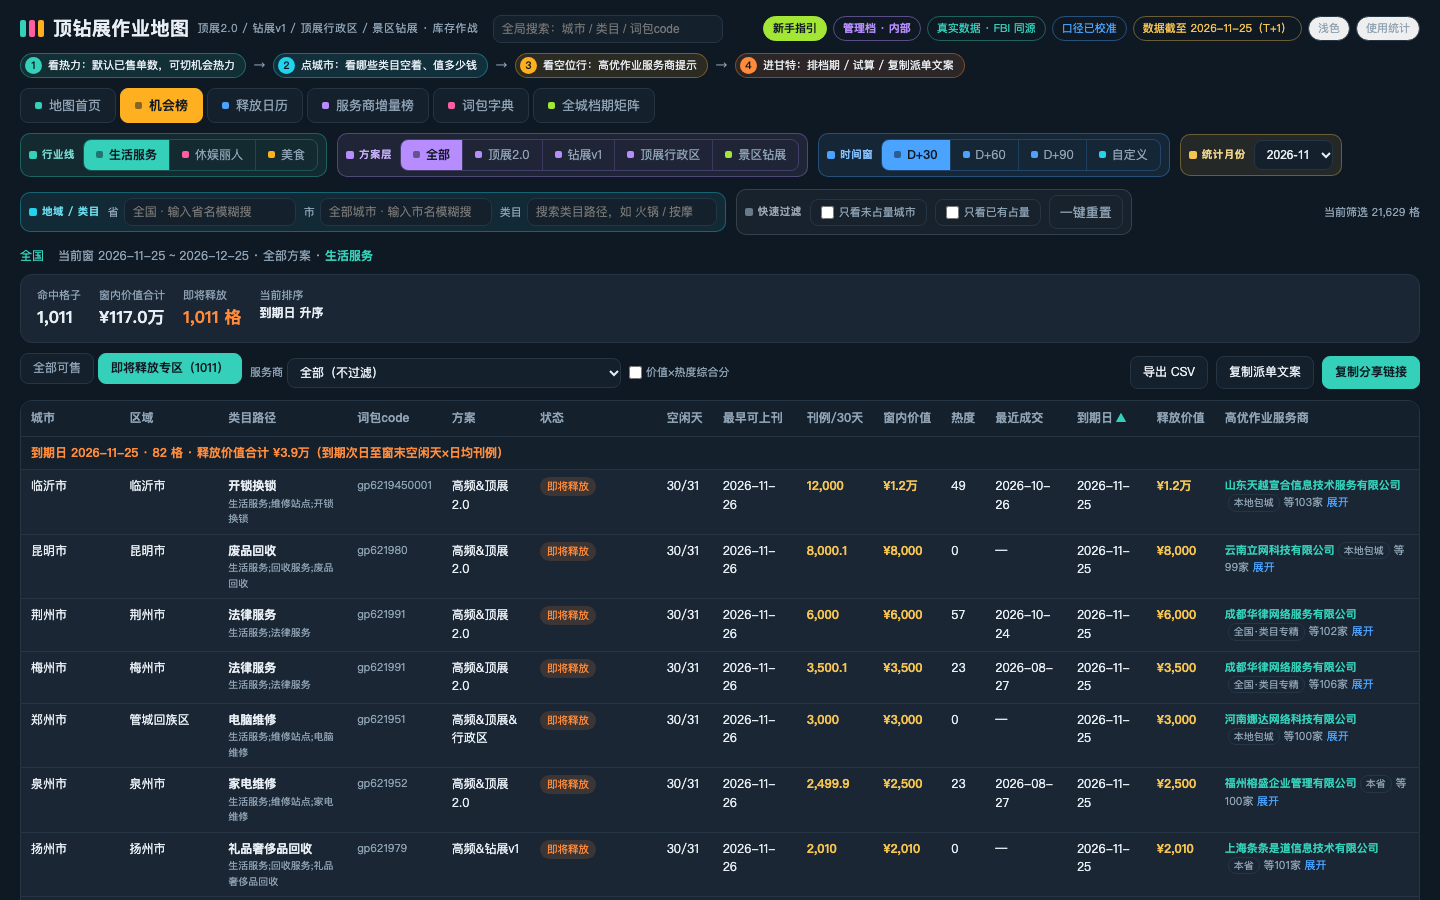 顶钻展作业地图 顶展2.0 / 钻展v1 / 顶展行政区 / 景区钻展 · 库存作战 全局搜索：城市 / 类目 / 词包code 新手指引 管理档 · 内部 真实数据 · FBI 同源 口径已校准 数据截至 2026-11-25（T+1） 浅色 使用统计
1 看热力：默认已售单数，可切机会热力 → 2 点城市：看哪些类目空着、值多少钱 → 3 看空位行：高优作业服务商提示 → 4 进甘特：排档期 / 试算 / 复制派单文案
地图首页 机会榜 释放日历 服务商增量榜 词包字典 全城档期矩阵
行业线 生活服务 休娱丽人 美食 方案层 全部 顶展2.0 钻展v1 顶展行政区 景区钻展 时间窗 D+30 D+60 D+90 自定义 统计月份 2026-11
地域 / 类目 省 全国 · 输入省名模糊搜 市 全部城市 · 输入市名模糊搜 类目 搜索类目路径，如 火锅 / 按摩 快速过滤 只看未占量城市 只看已有占量 一键重置 当前筛选 21,629 格
全国 当前窗 2026-11-25 ~ 2026-12-25 · 全部方案 · 生活服务
命中格子 窗内价值合计 即将释放 当前排序
1,011 ¥117.0万 1,011 格 到期日 升序
全部可售 即将释放专区（1011） 服务商 全部（不过滤） 价值×热度综合分 导出 CSV 复制派单文案 复制分享链接
城市 区域 类目路径 词包code 方案 状态 空闲天 最早可上刊 刊例/30天 窗内价值 热度 最近成交 到期日 ▲ 释放价值 高优作业服务商
到期日 2026-11-25 · 82 格 · 释放价值合计 ¥3.9万（到期次日至窗末空闲天×日均刊例）
临沂市 临沂市 开锁换锁 gp6219450001 高频&顶展 即将释放 30/31 2026-11- 12,000 ¥1.2万 49 2026-10- 2026-11- ¥1.2万 山东天越宣合信息技术服务有限公司
生活服务;维修站点;开锁 2.0 26 26 25 本地包城 等103家 展开
换锁
昆明市 昆明市 废品回收 gp621980 高频&顶展 即将释放 30/31 2026-11- 8,000.1 ¥8,000 0 — 2026-11- ¥8,000 云南立网科技有限公司 本地包城 等
生活服务;回收服务;废品 2.0 26 25 99家 展开
回收
荆州市 荆州市 法律服务 gp621991 高频&顶展 即将释放 30/31 2026-11- 6,000 ¥6,000 57 2026-10- 2026-11- ¥6,000 成都华律网络服务有限公司
生活服务;法律服务 2.0 26 24 25 全国·类目专精 等102家 展开
梅州市 梅州市 法律服务 gp621991 高频&顶展 即将释放 30/31 2026-11- 3,500.1 ¥3,500 23 2026-08- 2026-11- ¥3,500 成都华律网络服务有限公司
生活服务;法律服务 2.0 26 27 25 全国·类目专精 等106家 展开
郑州市 管城回族区 电脑维修 gp621951 高频&顶展& 即将释放 30/31 2026-11- 3,000 ¥3,000 0 — 2026-11- ¥3,000 河南娜达网络科技有限公司
生活服务;维修站点;电脑 行政区 26 25 本地包城 等100家 展开
维修
泉州市 泉州市 家电维修 gp621952 高频&顶展 即将释放 30/31 2026-11- 2,499.9 ¥2,500 23 2026-08- 2026-11- ¥2,500 福州榕盛企业管理有限公司 本省 等
生活服务;维修站点;家电 2.0 26 27 25 100家 展开
维修
扬州市 扬州市 礼品奢侈品回收 gp621979 高频&钻展v1 即将释放 30/31 2026-11- 2,010 ¥2,010 0 — 2026-11- ¥2,010 上海条条是道信息技术有限公司
生活服务;回收服务;礼品 26 25 本省 等101家 展开
奢侈品回收